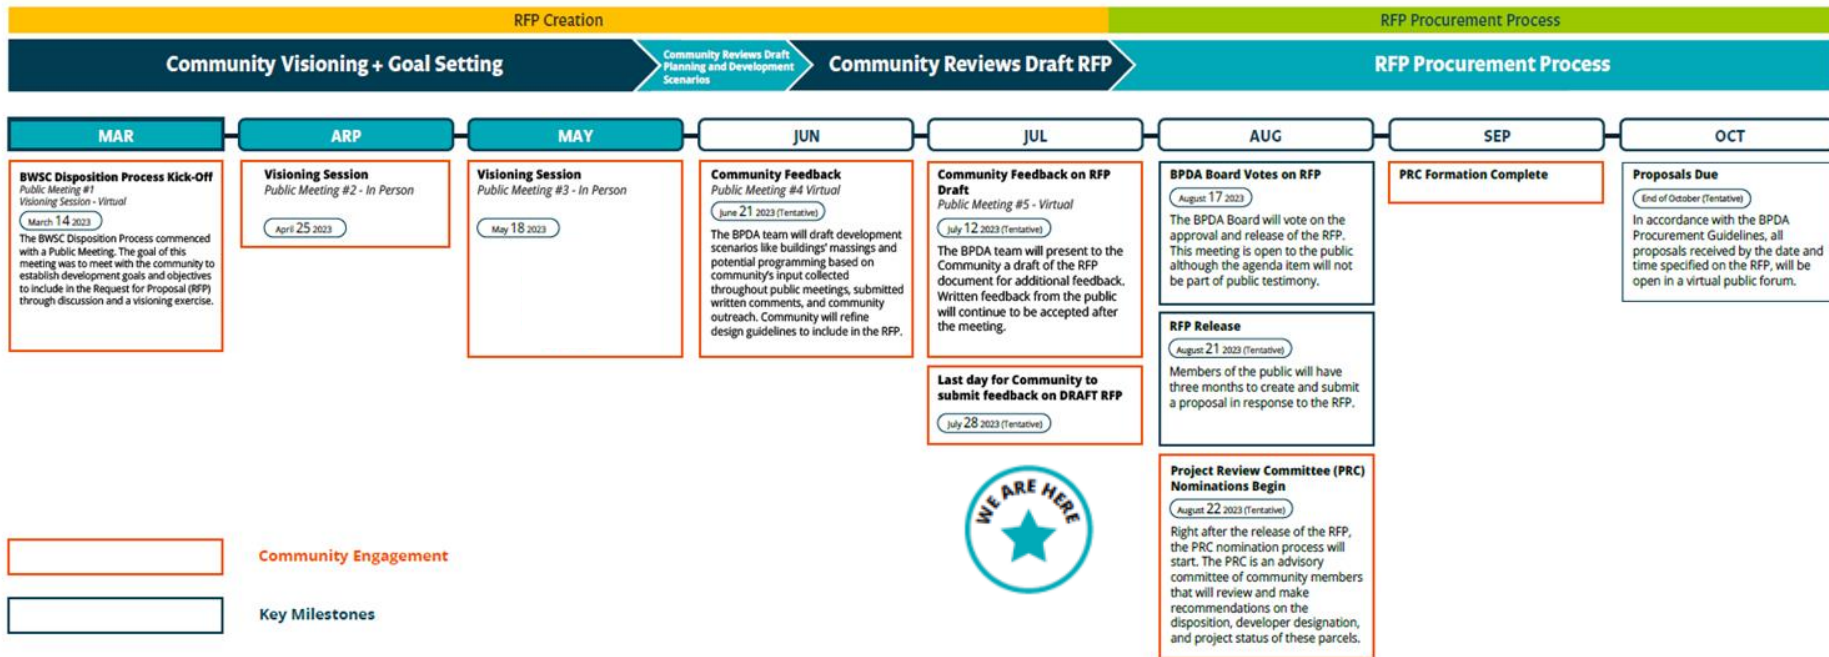 RFP Creation
RFP Procurement Process
Community Visioning + Goal Setting
Community Reviews Draft
Planning and Development
Scenarios
Community Reviews Draft RFP
RFP Procurement Process
MAR
ARP
MAY
JUN
JUL
AUG
SEP
OCT
BWSC Disposition Process Kick-Off
Public Meeting #1
Visioning Session - Virtual
March 14 2023
The BWSC Disposition Process commenced
with a Public Meeting. The goal of this
meeting was to meet with the community to
establish development goals and objectives
to include in the Request for Proposal (RFP)
through discussion and a visioning exercise.
Visioning Session
Public Meeting #2 - In Person
April 25 2023
Visioning Session
Public Meeting #3 - In Person
May 18 2023
Community Feedback
Public Meeting #4 Virtual
June 21 2023 (Tentative)
The BPDA team will draft development
scenarios like buildings' massings and
potential programming based on
community's input collected
throughout public meetings, submitted
written comments, and community
outreach. Community will refine
design guidelines to include in the RFP.
Community Feedback on RFP
Draft
Public Meeting #5 - Virtual
July 12 2023 (Tentative)
The BPDA team will present to the
Community a draft of the RFP
document for additional feedback.
Written feedback from the public
will continue to be accepted after
the meeting.
Last day for Community to
submit feedback on DRAFT RFP
July 28 2023 (Tentative)
WE ARE HERE
BPDA Board Votes on RFP
August 17 2023
The BPDA Board will vote on the
approval and release of the RFP.
This meeting is open to the public
although the agenda item will not
be part of public testimony.
RFP Release
August 21 2023 (Tentative)
Members of the public will have
three months to create and submit
a proposal in response to the RFP.
Project Review Committee (PRC)
Nominations Begin
August 22 2023 (Tentative)
Right after the release of the RFP,
the PRC nomination process will
start. The PRC is an advisory
committee of community members
that will review and make
recommendations on the
disposition, developer designation,
and project status of these parcels.
PRC Formation Complete
Proposals Due
End of October (Tentative)
In accordance with the BPDA
Procurement Guidelines, all
proposals received by the date and
time specified on the RFP, will be
open in a virtual public forum.
Community Engagement
Key Milestones